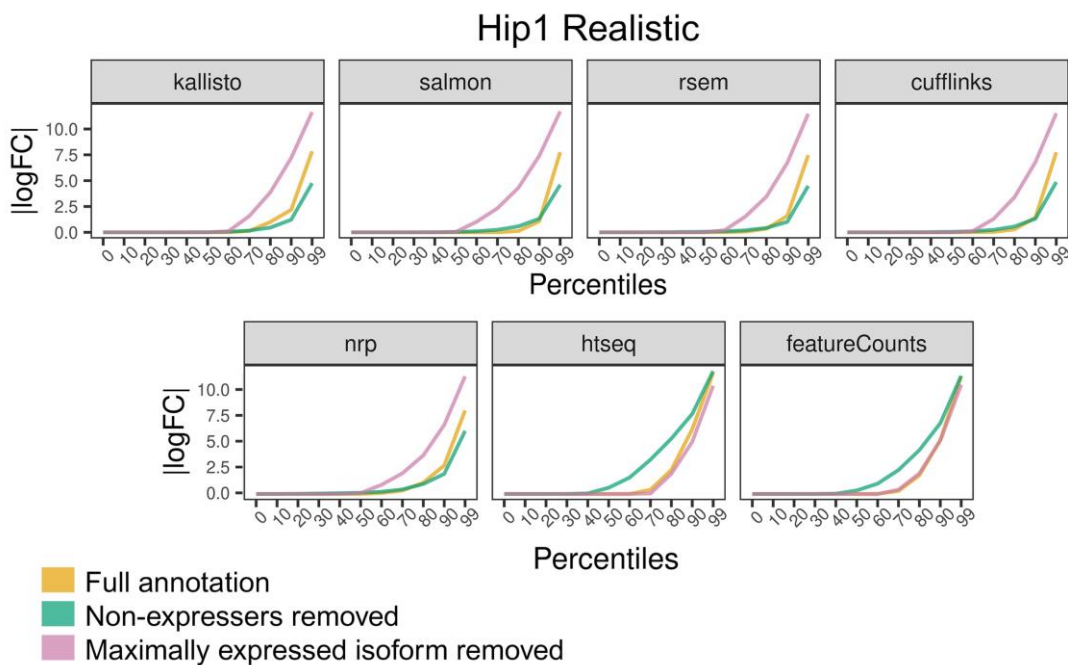 Hip1 Realistic
kallisto salmon rsem cufflinks
|logFC|
10.0
7.5
5.0
2.5
0.0
0 10 20 30 40 50 60 70 80 90 99 0 10 20 30 40 50 60 70 80 90 99 0 10 20 30 40 50 60 70 80 90 99 0 10 20 30 40 50 60 70 80 90 99
Percentiles
nrp htseq featureCounts
|logFC|
10.0
7.5
5.0
2.5
0.0
0 10 20 30 40 50 60 70 80 90 99 0 10 20 30 40 50 60 70 80 90 99 0 10 20 30 40 50 60 70 80 90 99
Percentiles
Full annotation
Non-expressers removed
Maximally expressed isoform removed